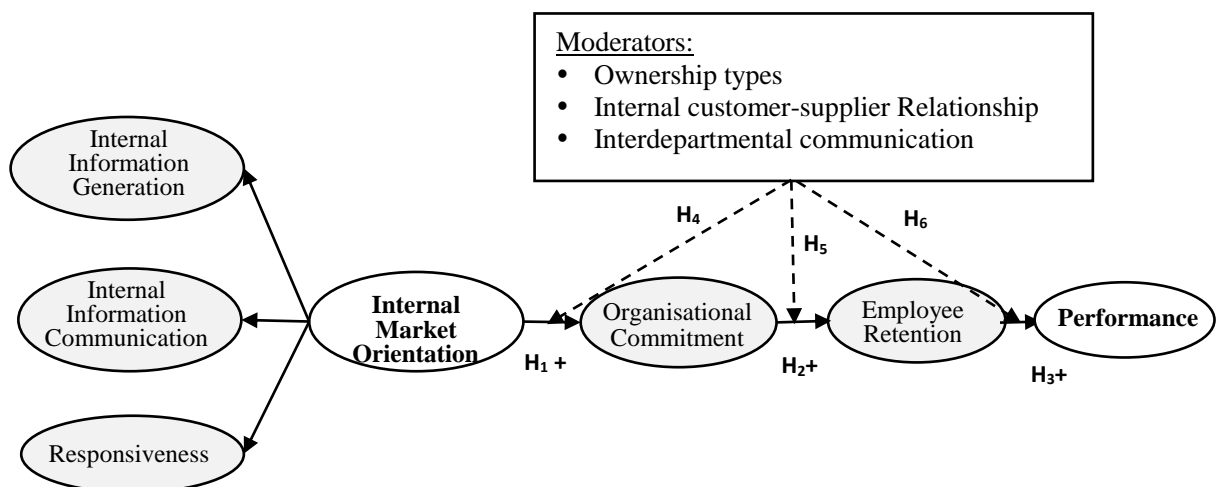 Moderators:
• Ownership types
• Internal customer-supplier Relationship
• Interdepartmental communication
Internal
Information
Generation
H₄
H₅
H₆
Internal
Information
Communication
Internal
Market
Orientation
Organisational
Commitment
Employee
Retention
Performance
H₁ +
H₂+
H₃+
Responsiveness